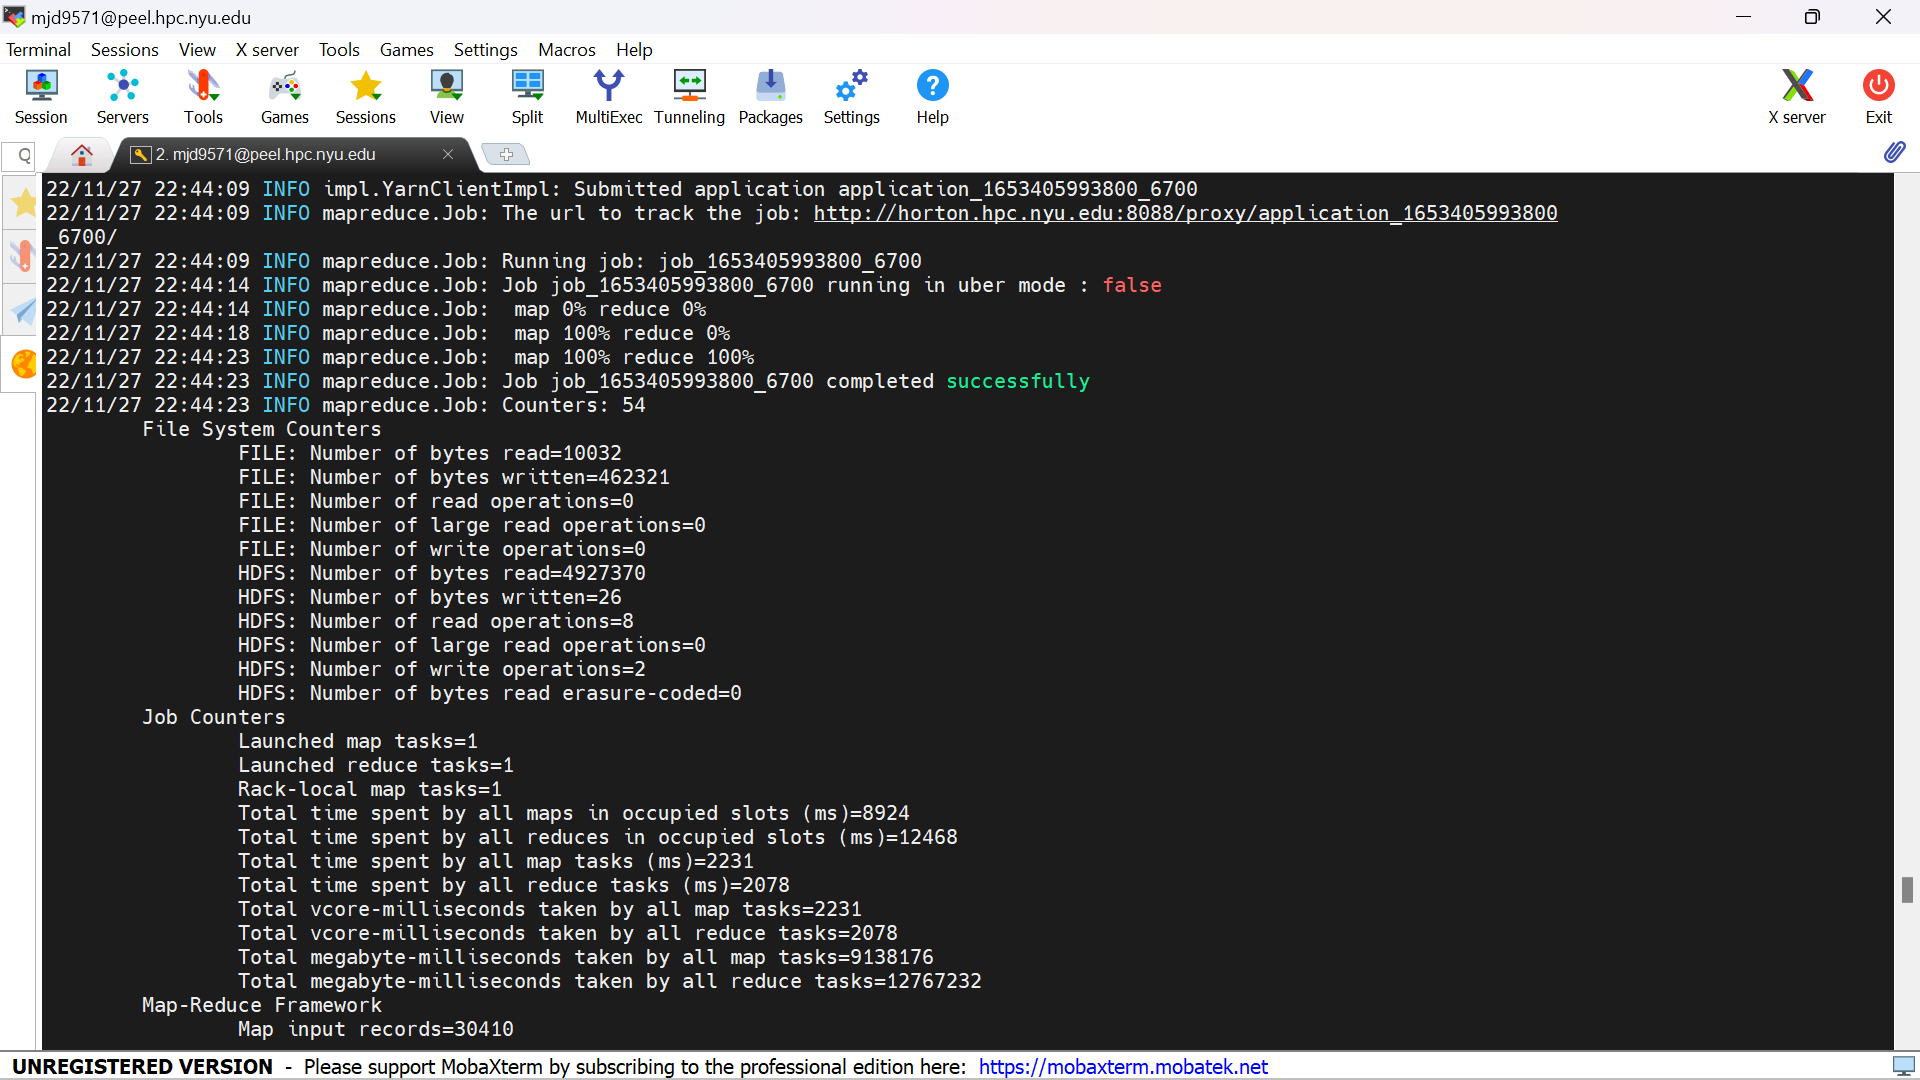 mjd9571@peel.hpc.nyu.edu
Terminal Sessions View X server Tools Games Settings Macros Help
Session Servers Tools Games Sessions View Split MultiExec Tunneling Packages Settings Help X server Exit
2. mjd9571@peel.hpc.nyu.edu
22/11/27 22:44:09 INFO impl.YarnClientImpl: Submitted application application_1653405993800_6700
22/11/27 22:44:09 INFO mapreduce.Job: The url to track the job: http://horton.hpc.nyu.edu:8088/proxy/application_1653405993800
_6700/
22/11/27 22:44:09 INFO mapreduce.Job: Running job: job_1653405993800_6700
22/11/27 22:44:14 INFO mapreduce.Job: Job job_1653405993800_6700 running in uber mode : false
22/11/27 22:44:14 INFO mapreduce.Job:  map 0% reduce 0%
22/11/27 22:44:18 INFO mapreduce.Job:  map 100% reduce 0%
22/11/27 22:44:23 INFO mapreduce.Job:  map 100% reduce 100%
22/11/27 22:44:23 INFO mapreduce.Job: Job job_1653405993800_6700 completed successfully
22/11/27 22:44:23 INFO mapreduce.Job: Counters: 54
File System Counters
FILE: Number of bytes read=10032
FILE: Number of bytes written=462321
FILE: Number of read operations=0
FILE: Number of large read operations=0
FILE: Number of write operations=0
HDFS: Number of bytes read=4927370
HDFS: Number of bytes written=26
HDFS: Number of read operations=8
HDFS: Number of large read operations=0
HDFS: Number of write operations=2
HDFS: Number of bytes read erasure-coded=0
Job Counters
Launched map tasks=1
Launched reduce tasks=1
Rack-local map tasks=1
Total time spent by all maps in occupied slots (ms)=8924
Total time spent by all reduces in occupied slots (ms)=12468
Total time spent by all map tasks (ms)=2231
Total time spent by all reduce tasks (ms)=2078
Total vcore-milliseconds taken by all map tasks=2231
Total vcore-milliseconds taken by all reduce tasks=2078
Total megabyte-milliseconds taken by all map tasks=9138176
Total megabyte-milliseconds taken by all reduce tasks=12767232
Map-Reduce Framework
Map input records=30410
UNREGISTERED VERSION - Please support MobaXterm by subscribing to the professional edition here: https://mobaxterm.mobatek.net